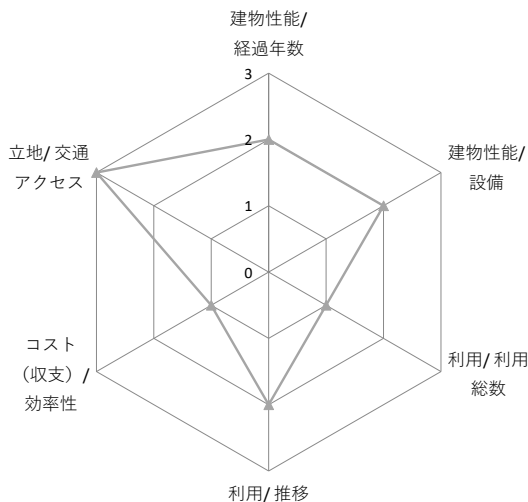 建物性能/
経過年数
3
立地/ 交通
アクセス
2
建物性能/
設備
1
0
コスト
（収支）/
効率性
利用/ 利用
総数
利用/ 推移